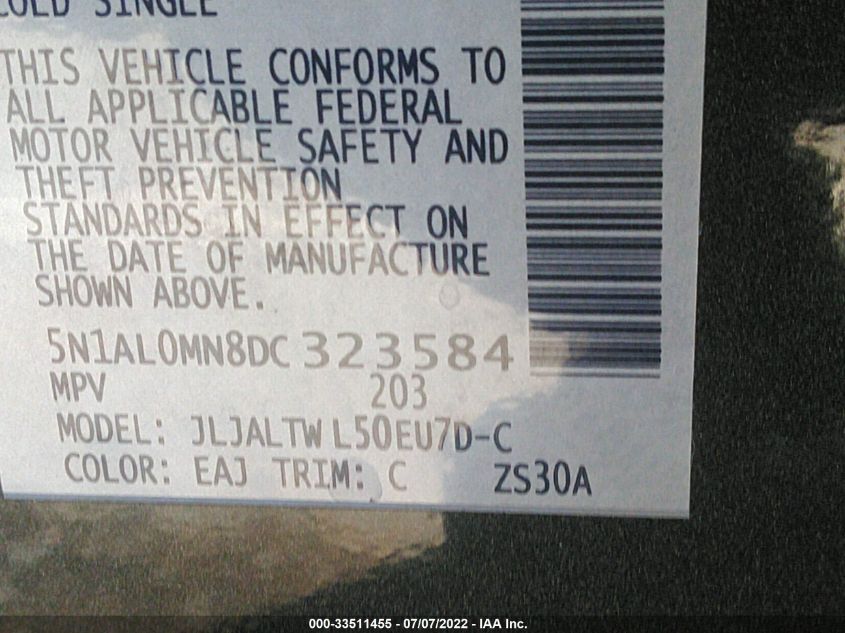 COLD SINGLE
THIS VEHICLE CONFORMS TO
ALL APPLICABLE FEDERAL
MOTOR VEHICLE SAFETY AND
THEFT PREVENTION
STANDARDS IN EFFECT ON
THE DATE OF MANUFACTURE
SHOWN ABOVE.
5N1AL0MN8DC323584
MPV 203
MODEL: JLJALTWL50EU7D-C
COLOR: EAJ TRIM: C ZS30A
000-33511455 - 07/07/2022 - IAA Inc.